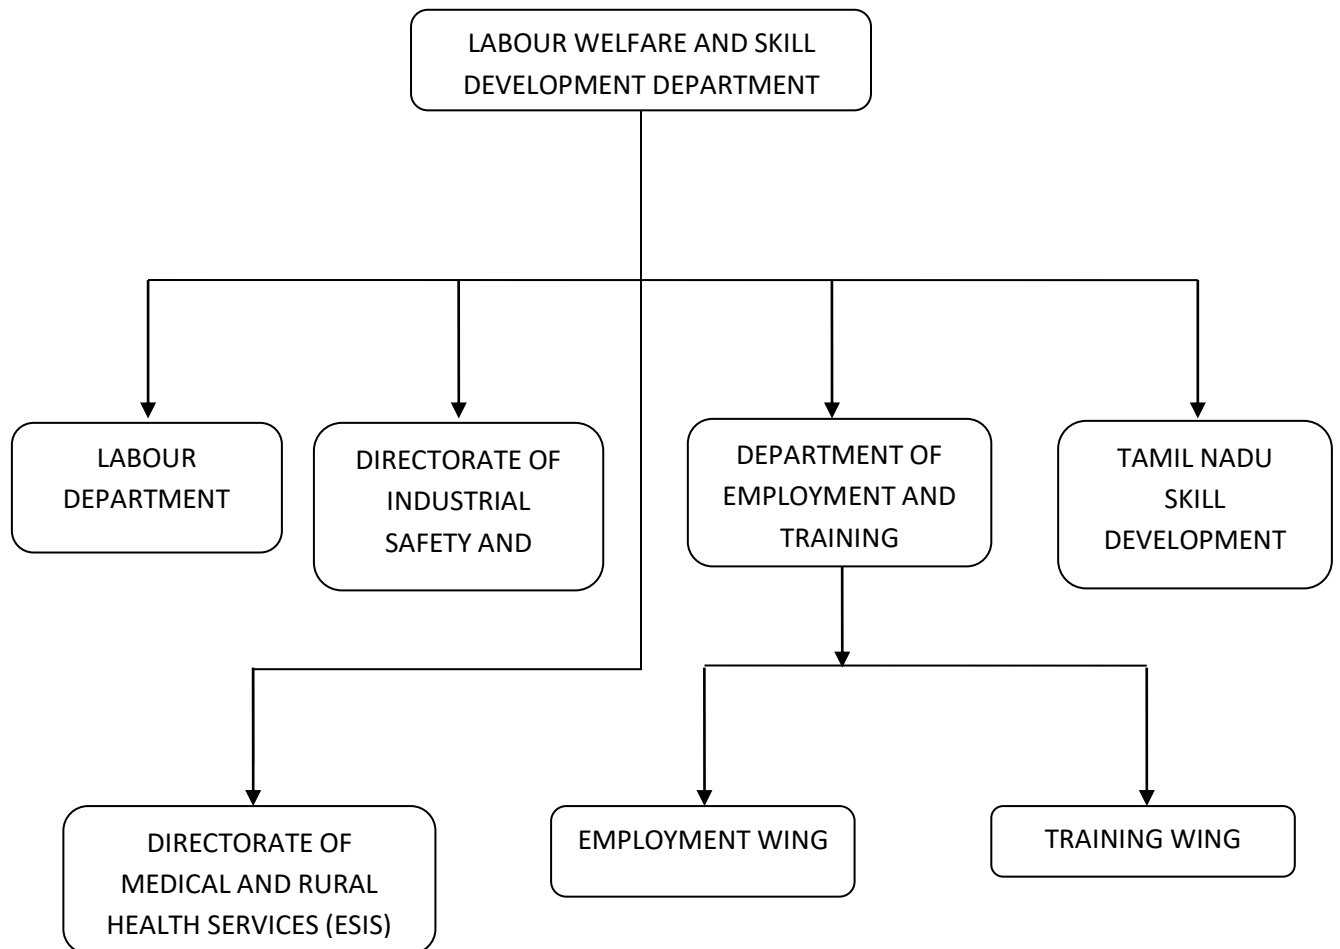 LABOUR WELFARE AND SKILL
DEVELOPMENT DEPARTMENT
LABOUR
DEPARTMENT
DIRECTORATE OF
INDUSTRIAL
SAFETY AND
DEPARTMENT OF
EMPLOYMENT AND
TRAINING
TAMIL NADU
SKILL
DEVELOPMENT
DIRECTORATE OF
MEDICAL AND RURAL
HEALTH SERVICES (ESIS)
EMPLOYMENT WING
TRAINING WING